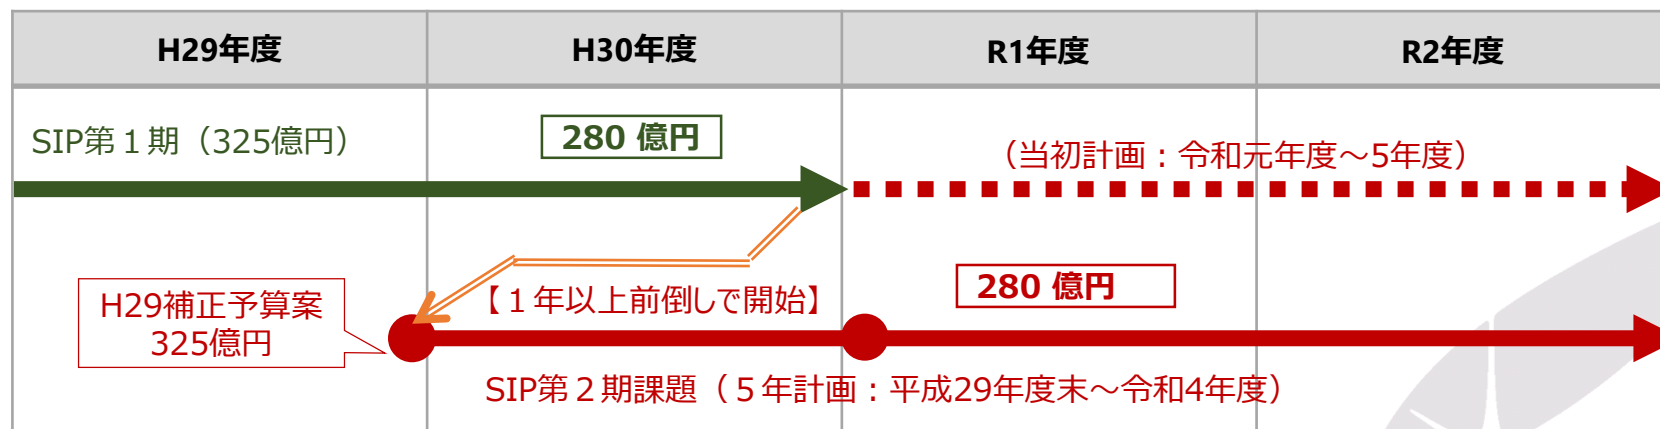 H29年度
H30年度
R1年度
R2年度
SIP第１期（325億円）
280 億円
（当初計画：令和元年度～5年度）
H29補正予算案
325億円
【１年以上前倒しで開始】
280 億円
SIP第２期課題（５年計画：平成29年度末～令和4年度）